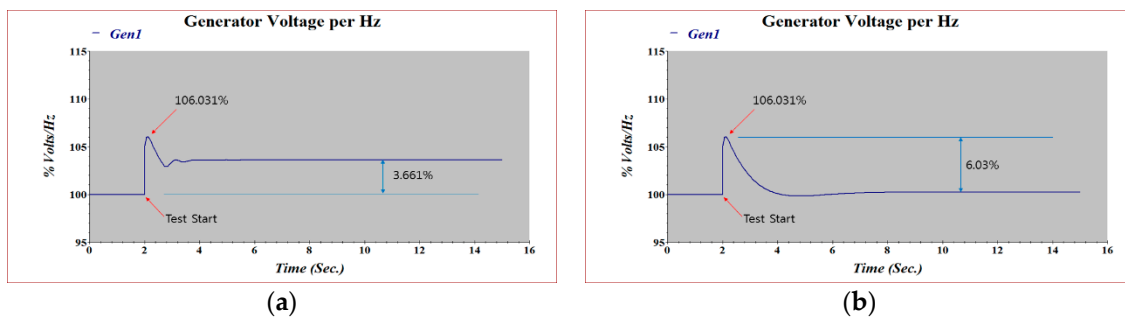 Generator Voltage per Hz
Gen1
% Volts/Hz
115
110
105
100
95
106.031%
3.661%
Test Start
0 2 4 6 8 10 12 14 16
Time (Sec.)
(a)
Generator Voltage per Hz
Gen1
% Volts/Hz
115
110
105
100
95
106.031%
6.03%
Test Start
0 2 4 6 8 10 12 14 16
Time (Sec.)
(b)